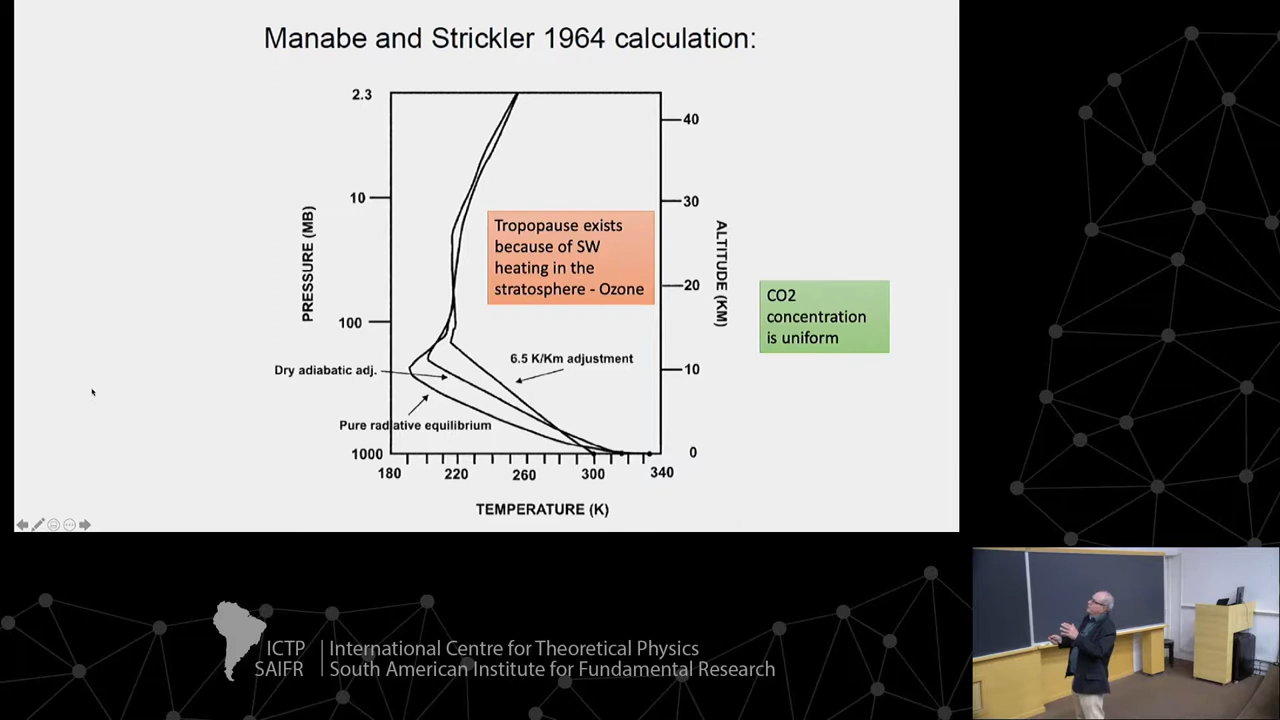 Manabe and Strickler 1964 calculation:
2.3
10
100
1000
PRESSURE (MB)
40
30
20
10
0
ALTITUDE (KM)
Tropopause exists
because of SW
heating in the
stratosphere - Ozone
CO2
concentration
is uniform
6.5 K/Km adjustment
Dry adiabatic adj.
Pure radiative equilibrium
180
220
260
300
340
TEMPERATURE (K)
ICTP
SAIFR
International Centre for Theoretical Physics
South American Institute for Fundamental Research